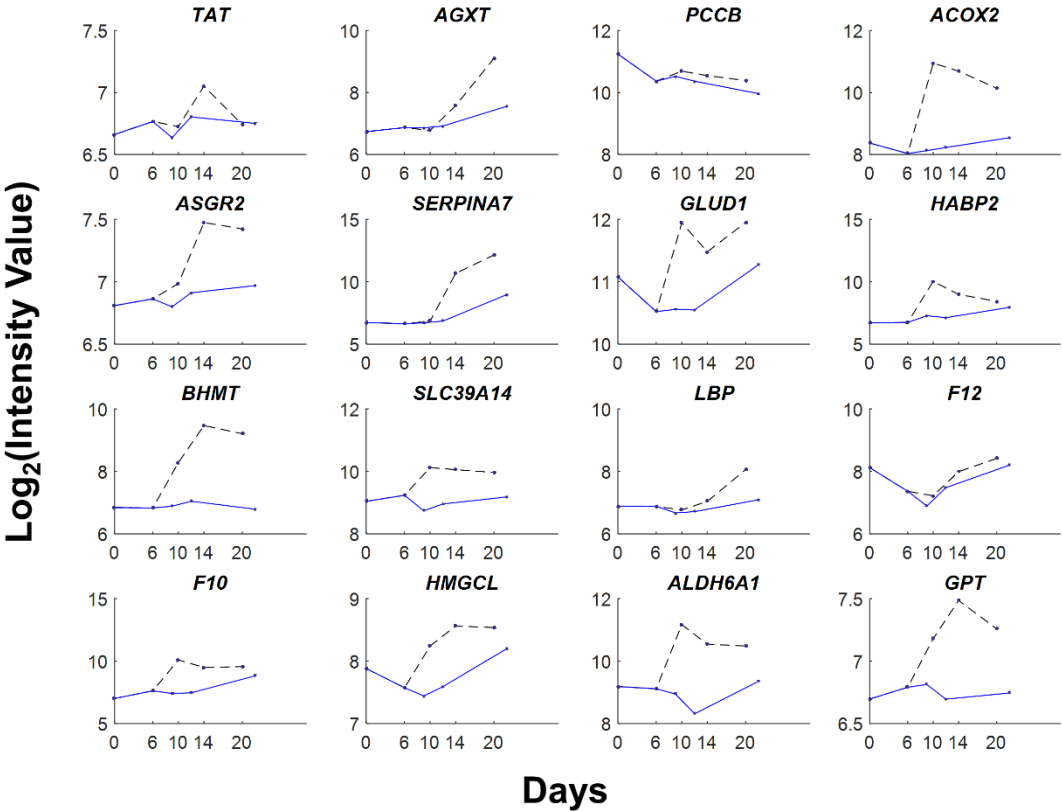 TAT AGXT PCCB ACOX2
7.5 10 12 12
6.5 6 8 8
8 10 10
0 6 10 14 20 0 6 10 14 20 0 6 10 14 20 0 6 10 14 20
ASGR2 SERPINA7 GLUD1 HABP2
7.5 15 12 15
7 10 11 10
6.5 5 10 5
0 6 10 14 20 0 6 10 14 20 0 6 10 14 20 0 6 10 14 20
BHMT SLC39A14 LBP F12
10 12 10 10
8 10 8 8
6 8 6 6
0 6 10 14 20 0 6 10 14 20 0 6 10 14 20 0 6 10 14 20
F10 HMGCL ALDH6A1 GPT
15 9 12 7.5
10 8 10 7
5 7 8 6.5
0 6 10 14 20 0 6 10 14 20 0 6 10 14 20 0 6 10 14 20
Log₂(Intensity Value)
Days